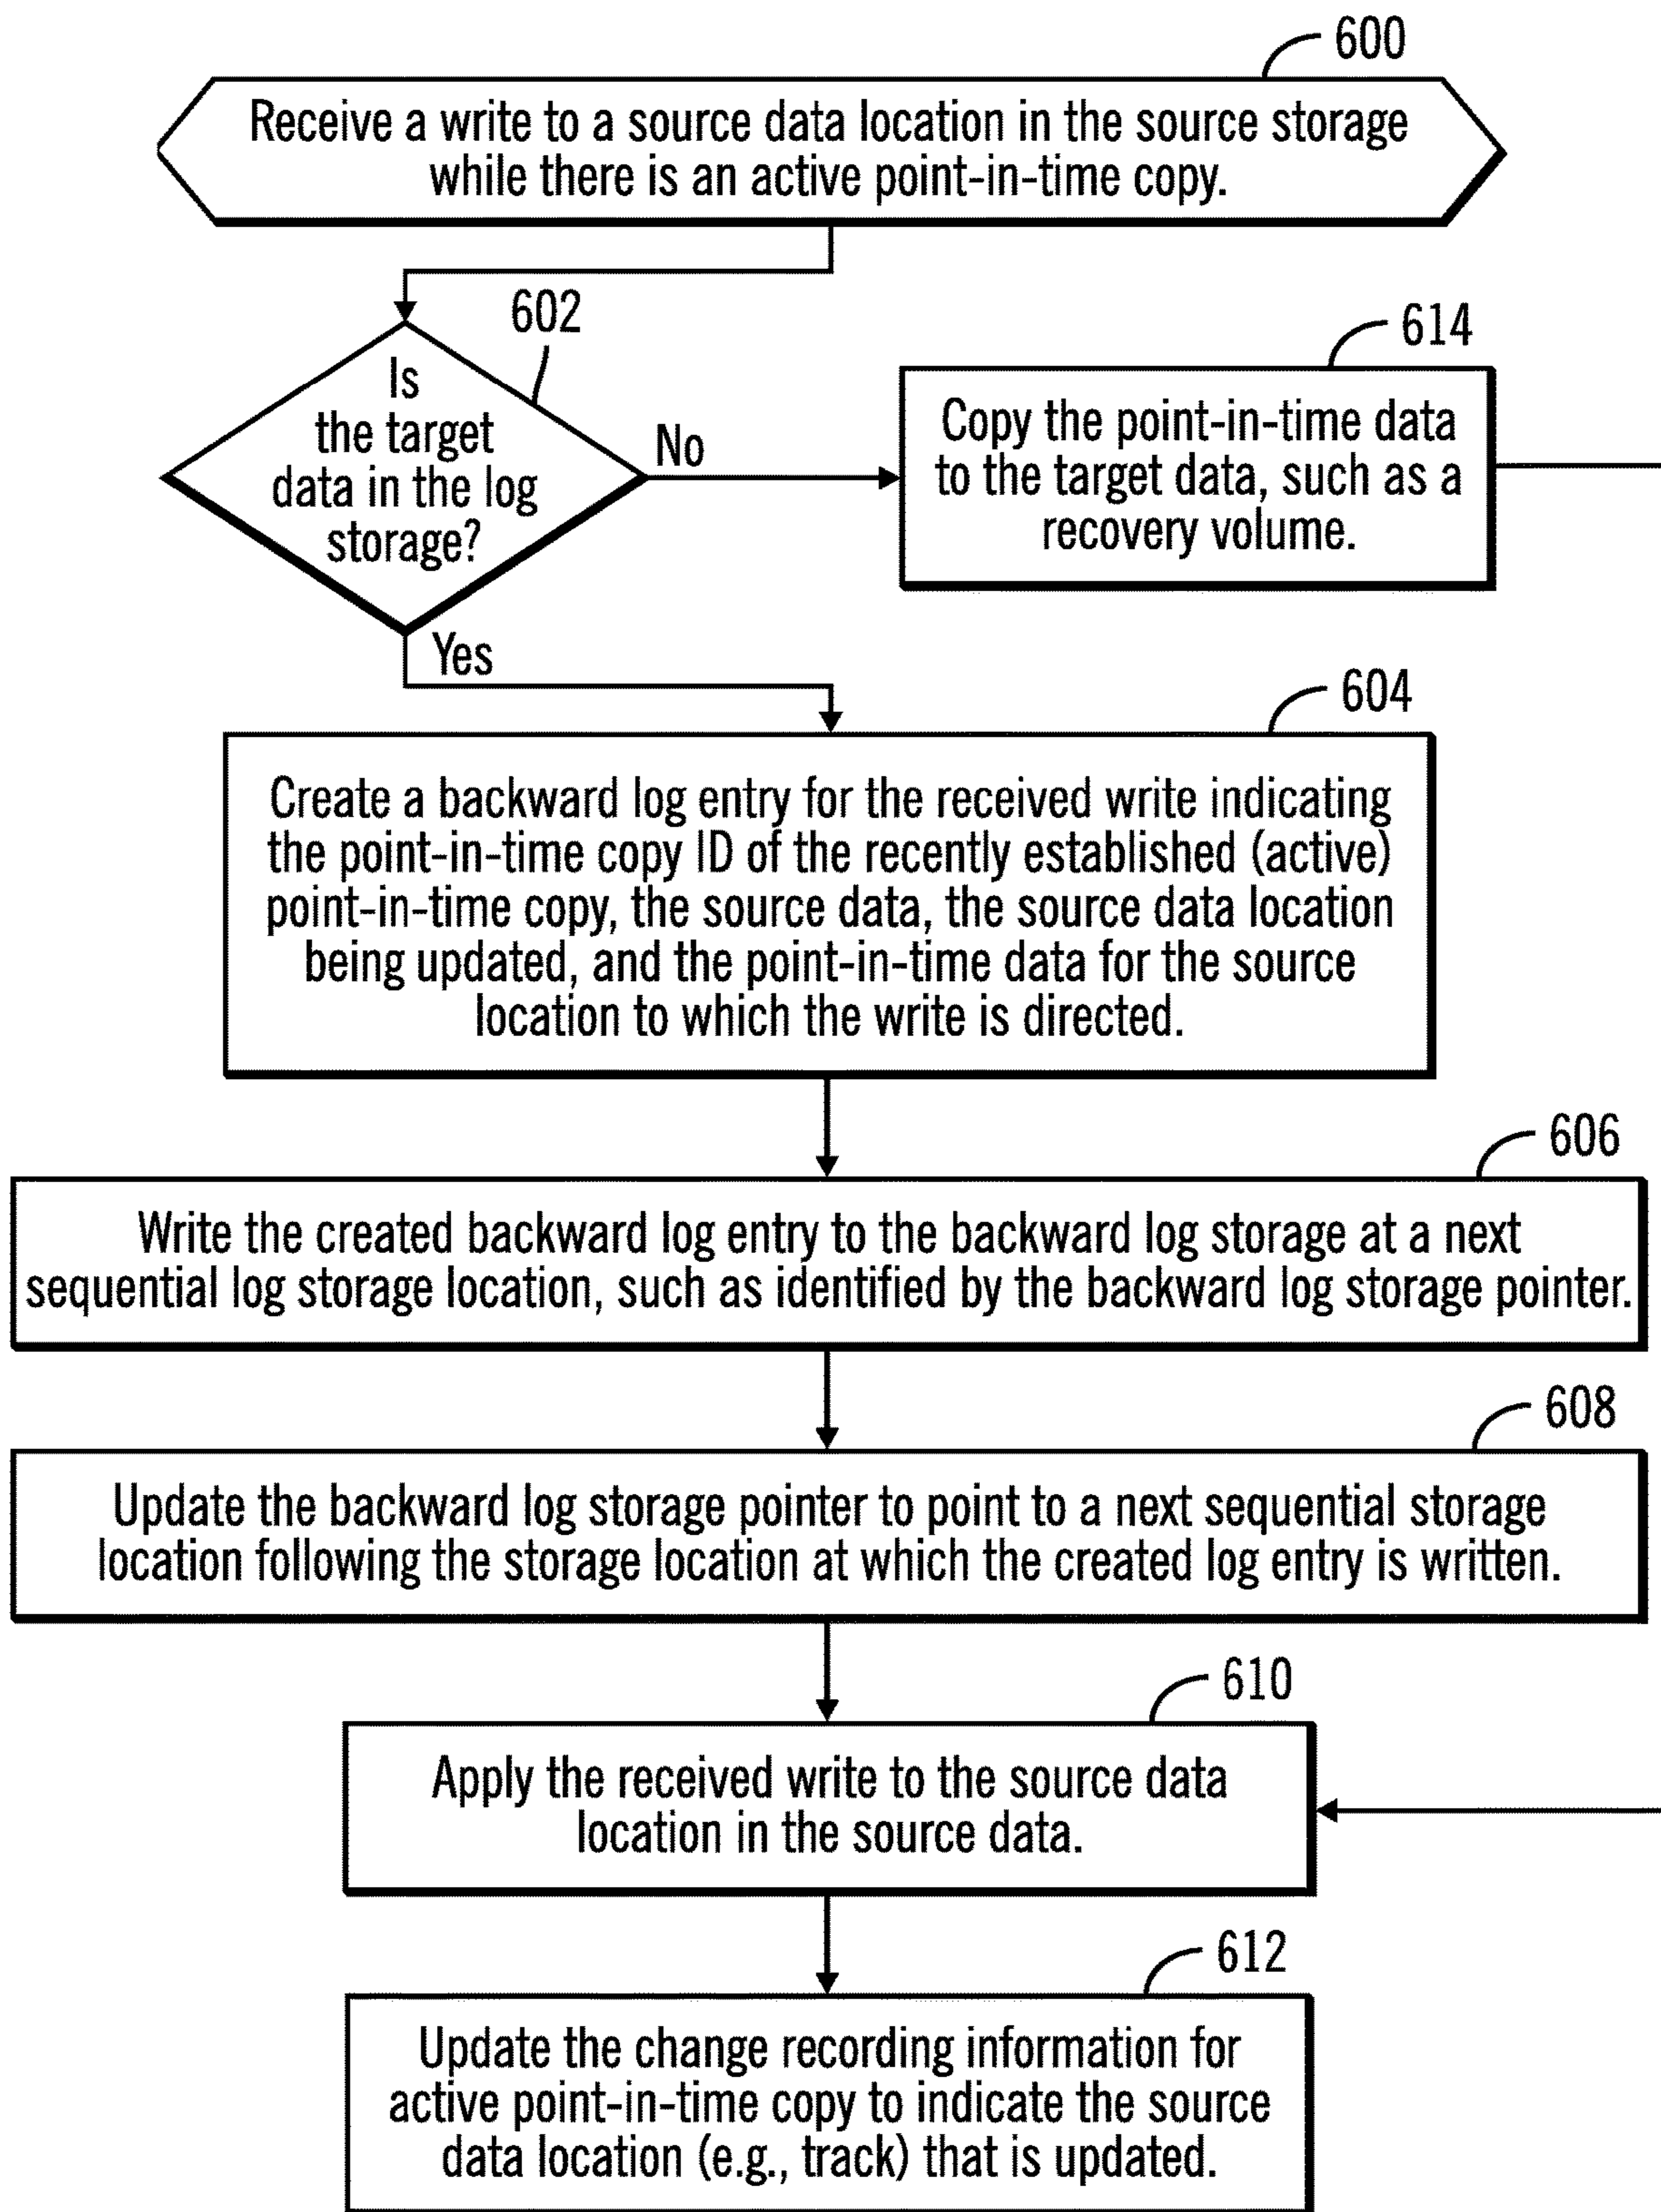 600
Receive a write to a source data location in the source storage
while there is an active point-in-time copy.
602
Is
the target
data in the log
storage?
No
614
Copy the point-in-time data
to the target data, such as a
recovery volume.
Yes
604
Create a backward log entry for the received write indicating
the point-in-time copy ID of the recently established (active)
point-in-time copy, the source data, the source data location
being updated, and the point-in-time data for the source
location to which the write is directed.
606
Write the created backward log entry to the backward log storage at a next
sequential log storage location, such as identified by the backward log storage pointer.
608
Update the backward log storage pointer to point to a next sequential storage
location following the storage location at which the created log entry is written.
610
Apply the received write to the source data
location in the source data.
612
Update the change recording information for
active point-in-time copy to indicate the source
data location (e.g., track) that is updated.